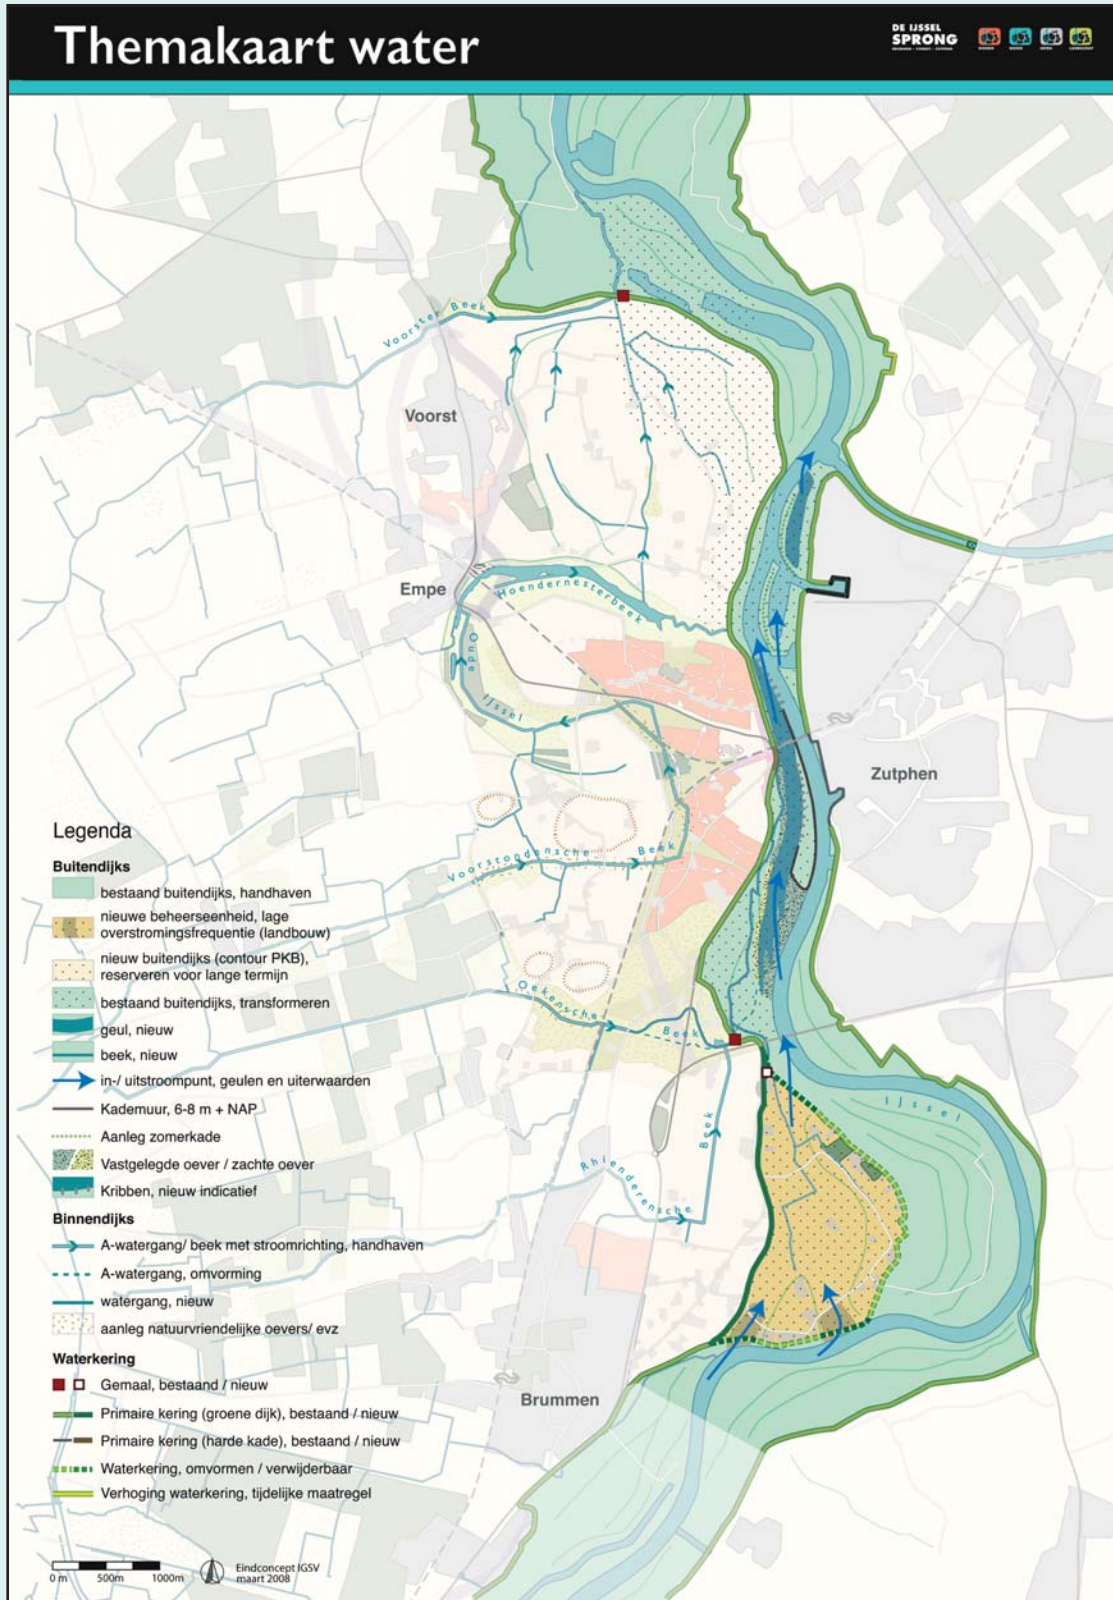 Themakaart water
DE IJSSEL
SPRONG
Voorster Beek
Voorst
Empe
Hoendernesterbeek
Oude
IJssel
Zutphen
Voorstondensche Beek
Oekensche
Beek
IJssel
Rhienderensche
Beek
Brummen
Legenda
Buitendijks
bestaand buitendijks, handhaven
nieuwe beheerseenheid, lage
overstromingsfrequentie (landbouw)
nieuw buitendijks (contour PKB),
reserveren voor lange termijn
bestaand buitendijks, transformeren
geul, nieuw
beek, nieuw
in-/ uitstroompunt, geulen en uiterwaarden
Kademuur, 6-8 m + NAP
Aanleg zomerkade
Vastgelegde oever / zachte oever
Kribben, nieuw indicatief
Binnendijks
A-watergang/ beek met stroomrichting, handhaven
A-watergang, omvorming
watergang, nieuw
aanleg natuurvriendelijke oevers/ evz
Waterkering
Gemaal, bestaand / nieuw
Primaire kering (groene dijk), bestaand / nieuw
Primaire kering (harde kade), bestaand / nieuw
Waterkering, omvormen / verwijderbaar
Verhoging waterkering, tijdelijke maatregel
0 m 500m 1000m
Eindconcept IGSV
maart 2008